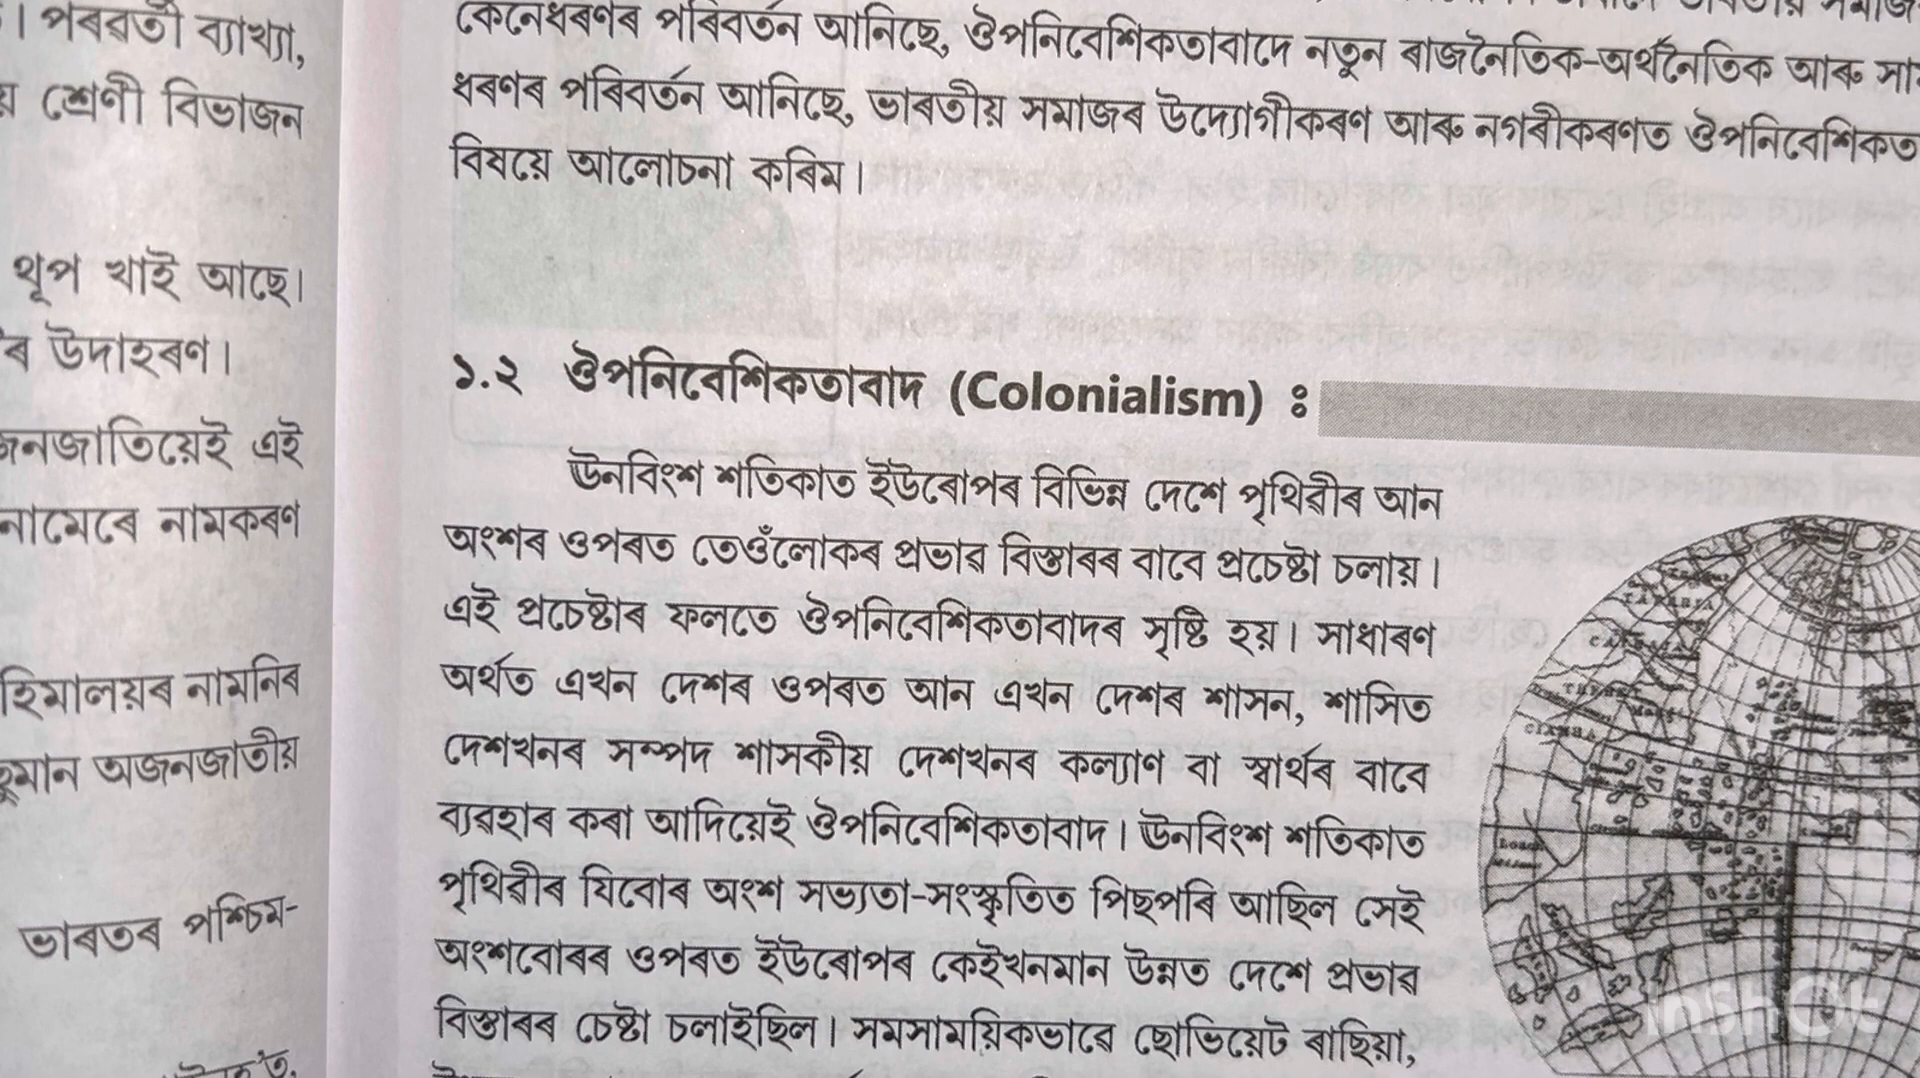 । পৰৱৰ্তী ব্যাখ্যা,
শ্ৰেণী বিভাজন
থূপ খাই আছে।
ৰ উদাহৰণ।
জনজাতিয়েই এই
নামেৰে নামকৰণ
হিমালয়ৰ নামনিৰ
অজনজাতীয়
ভাৰতৰ পশ্চিম-
কেনেধৰণৰ পৰিবৰ্তন আনিছে, ঔপনিবেশিকতাবাদে নতুন ৰাজনৈতিক-অৰ্থনৈতিক আৰু
ধৰণৰ পৰিবৰ্তন আনিছে, ভাৰতীয় সমাজৰ উদ্যোগীকৰণ আৰু নগৰীকৰণত ঔপনিবেশিকত
বিষয়ে আলোচনা কৰিম।
১.২ ঔপনিবেশিকতাবাদ (Colonialism) ঃ
ঊনবিংশ শতিকাত ইউৰোপৰ বিভিন্ন দেশে পৃথিৱীৰ আন
অংশৰ ওপৰত তেওঁলোকৰ প্ৰভাৱ বিস্তাৰৰ বাবে প্ৰচেষ্টা চলায়।
এই প্ৰচেষ্টাৰ ফলতে ঔপনিবেশিকতাবাদৰ সৃষ্টি হয়। সাধাৰণ
অৰ্থত এখন দেশৰ ওপৰত আন এখন দেশৰ শাসন, শাসিত
দেশখনৰ সম্পদ শাসকীয় দেশখনৰ কল্যাণ বা স্বাৰ্থৰ বাবে
ব্যৱহাৰ কৰা আদিয়েই ঔপনিবেশিকতাবাদ। ঊনবিংশ শতিকাত
পৃথিৱীৰ যিবোৰ অংশ সভ্যতা-সংস্কৃতিত পিছপৰি আছিল সেই
অংশবোৰৰ ওপৰত ইউৰোপৰ কেইখনমান উন্নত দেশে প্ৰভাৱ
বিস্তাৰৰ চেষ্টা চলাইছিল। সমসাময়িকভাৱে ছোভিয়েট ৰাছিয়া,
InShOt